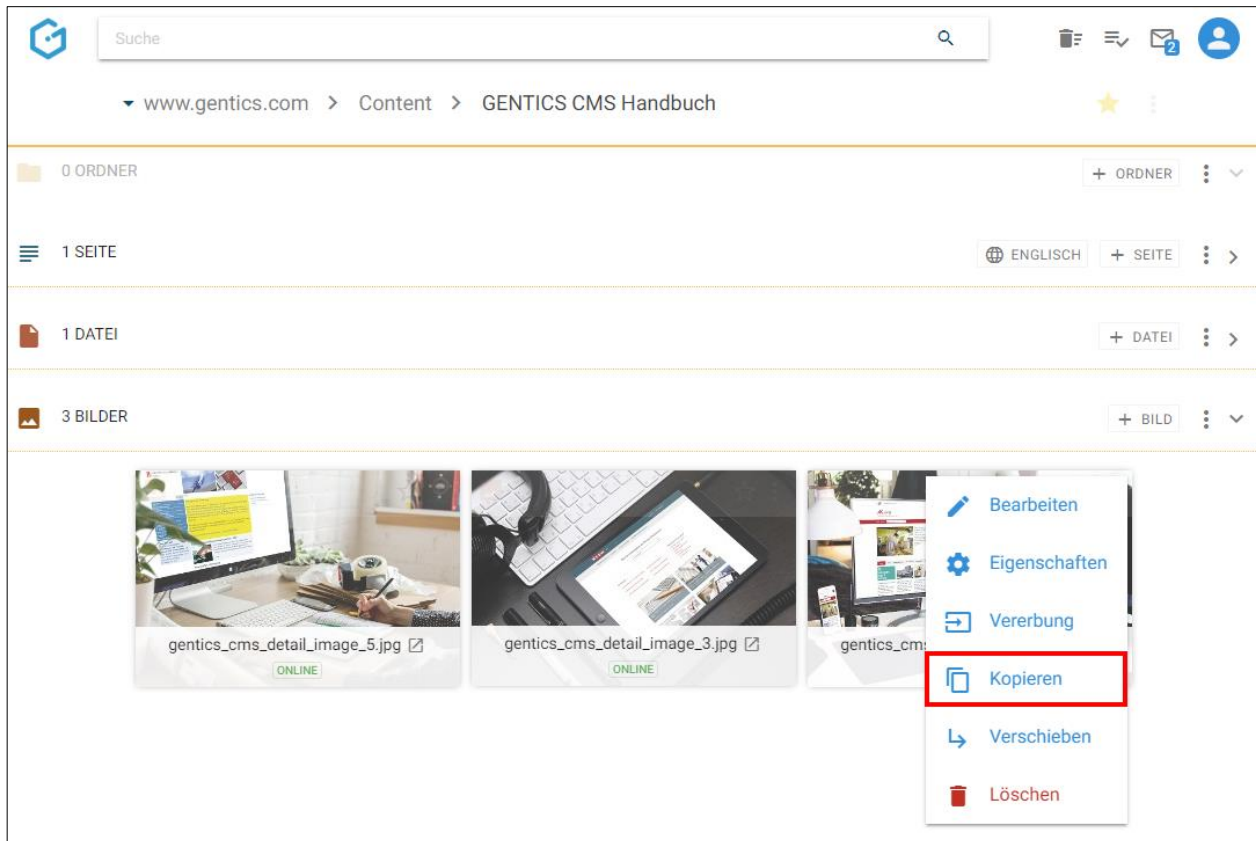 Suche
2
www.gentics.com > Content > GENTICS CMS Handbuch
0 ORDNER
+ ORDNER
1 SEITE
ENGLISCH
+ SEITE
1 DATEI
+ DATEI
3 BILDER
+ BILD
gentics_cms_detail_image_5.jpg
ONLINE
gentics_cms_detail_image_3.jpg
ONLINE
Bearbeiten
Eigenschaften
Vererbung
Kopieren
Verschieben
Löschen